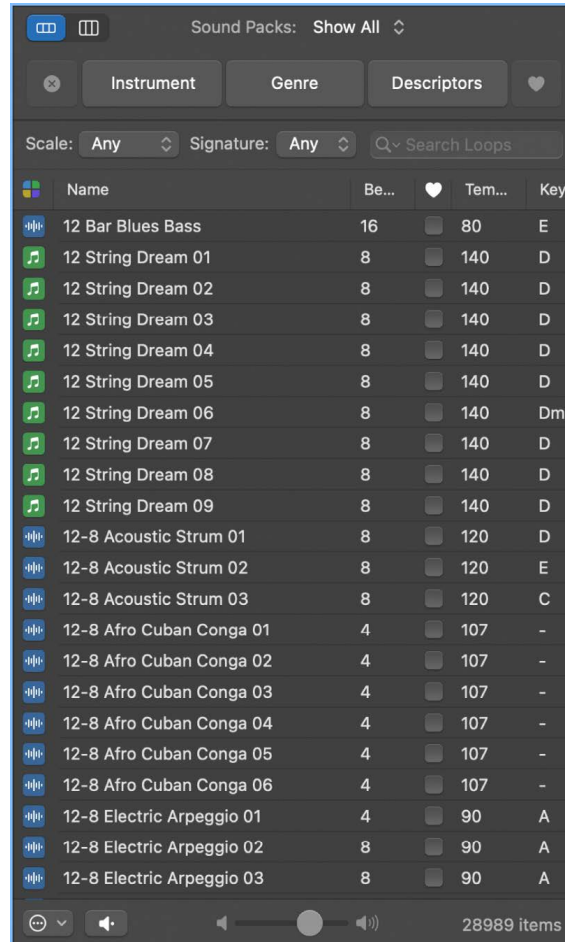 Sound Packs: Show All
Instrument Genre Descriptors
Scale: Any Signature: Any Search Loops
Name Be... Tem... Key
12 Bar Blues Bass 16 80 E
12 String Dream 01 8 140 D
12 String Dream 02 8 140 D
12 String Dream 03 8 140 D
12 String Dream 04 8 140 D
12 String Dream 05 8 140 D
12 String Dream 06 8 140 Dm
12 String Dream 07 8 140 D
12 String Dream 08 8 140 D
12 String Dream 09 8 140 D
12-8 Acoustic Strum 01 8 120 D
12-8 Acoustic Strum 02 8 120 E
12-8 Acoustic Strum 03 8 120 C
12-8 Afro Cuban Conga 01 4 107 -
12-8 Afro Cuban Conga 02 4 107 -
12-8 Afro Cuban Conga 03 4 107 -
12-8 Afro Cuban Conga 04 4 107 -
12-8 Afro Cuban Conga 05 4 107 -
12-8 Afro Cuban Conga 06 4 107 -
12-8 Electric Arpeggio 01 4 90 A
12-8 Electric Arpeggio 02 8 90 A
12-8 Electric Arpeggio 03 8 90 A
28989 items